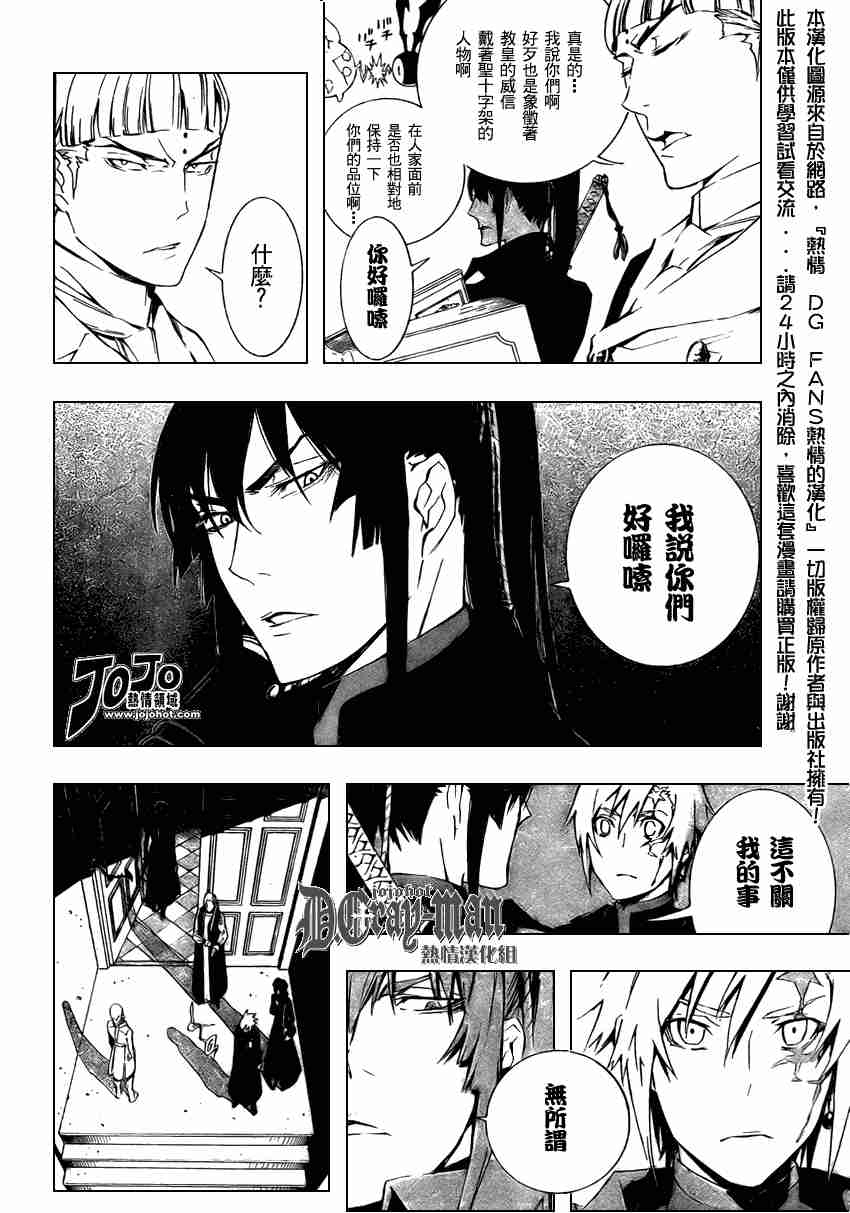 本漢化圖源來自於網路，『熱情 DG FANS熱情的漢化』一切版權歸原作者與出版社擁有！
此版本僅供學習試看交流...請24小時之內消除，喜歡這套漫畫請購買正版！謝謝
真是的…
我說你們啊
好歹也是象徵著
教皇的威信
戴著聖十字架的
人物啊
在人家面前
是否也相對地
保持一下
你們的品位啊…
你好囉嗦
什麼？
我說你們
好囉嗦
JOJO
熱情領域
www.jojohot.com
這不關
我的事
jojohot
D.Gray-man
熱情漢化組
無所謂